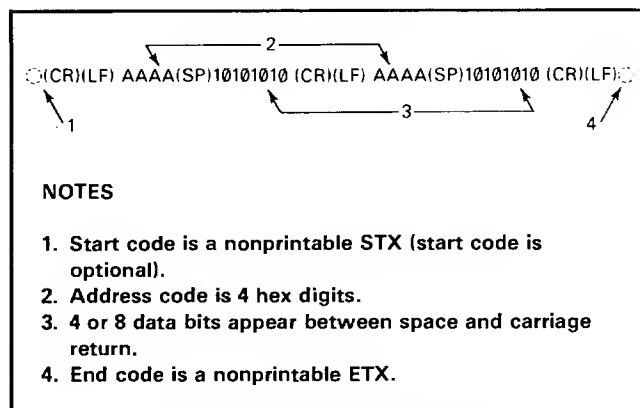 2
(CR)(LF) AAAA(SP)10101010 (CR)(LF) AAAA(SP)10101010 (CR)(LF)
1 3 4
NOTES
1. Start code is a nonprintable STX (start code is
optional).
2. Address code is 4 hex digits.
3. 4 or 8 data bits appear between space and carriage
return.
4. End code is a nonprintable ETX.